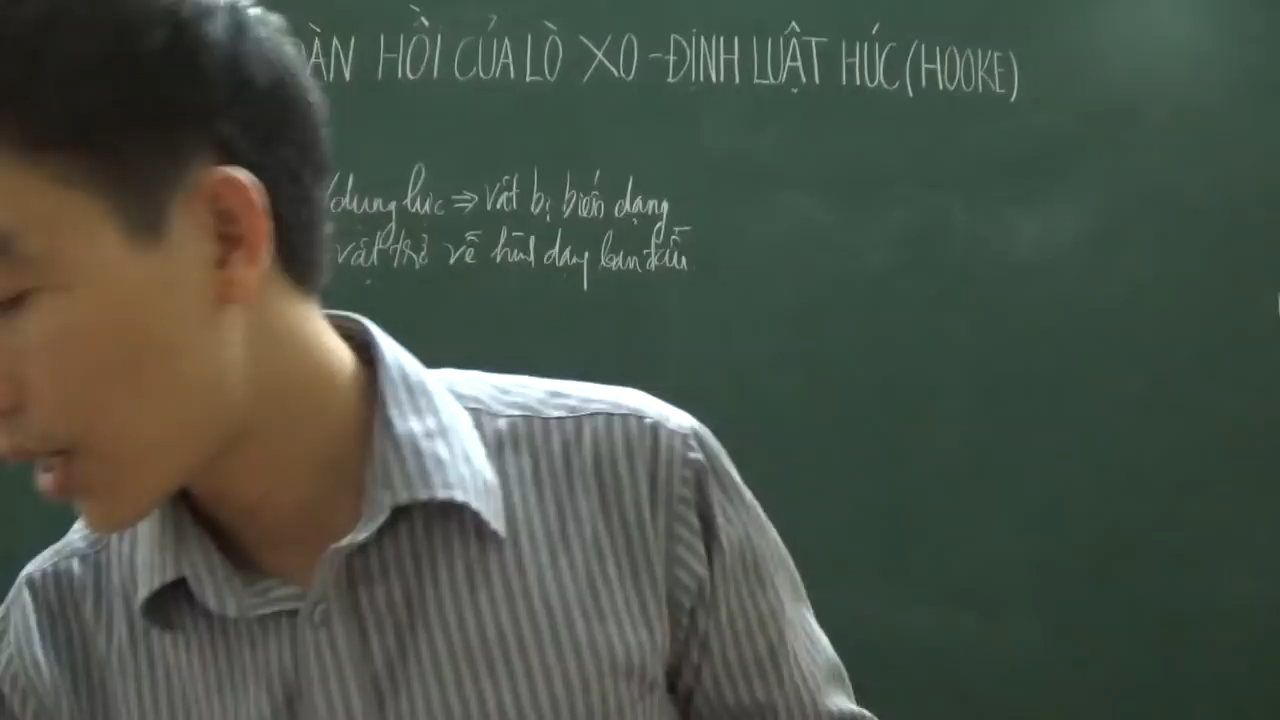 ÀN HỒI CỦA LÒ XO - ĐỊNH LUẬT HÚC (HOOKE)
dụng lực ⇒ vật bị biến dạng
vật trở về hình dạng ban đầu